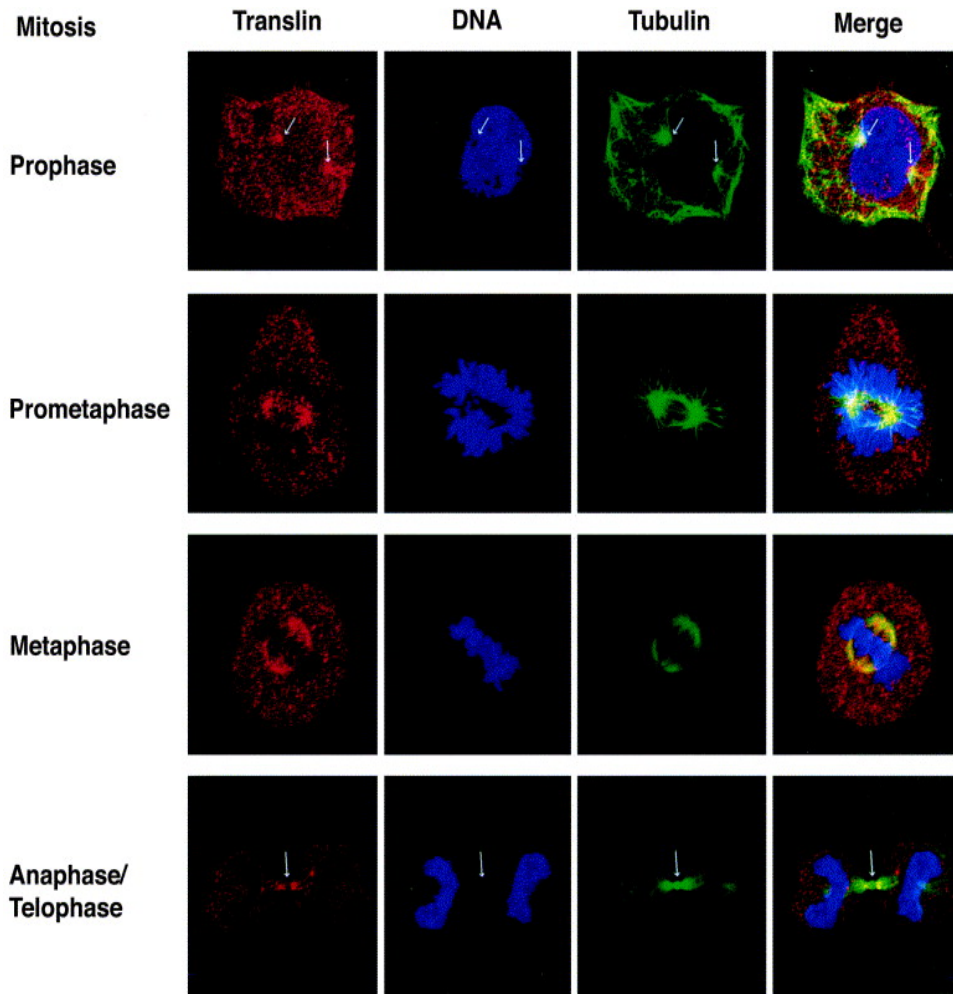 Mitosis Translin DNA Tubulin Merge
Prophase
Prometaphase
Metaphase
Anaphase/
Telophase